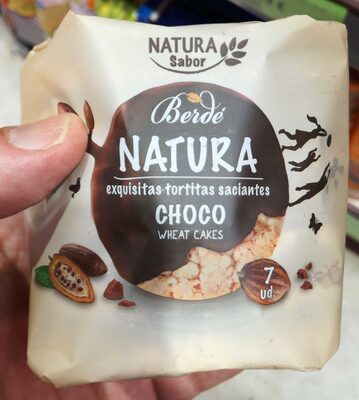 NATURA
Sabor
Berdé
NATURA
exquisitas tortitas saciantes
CHOCO
WHEAT CAKES
7
ud.